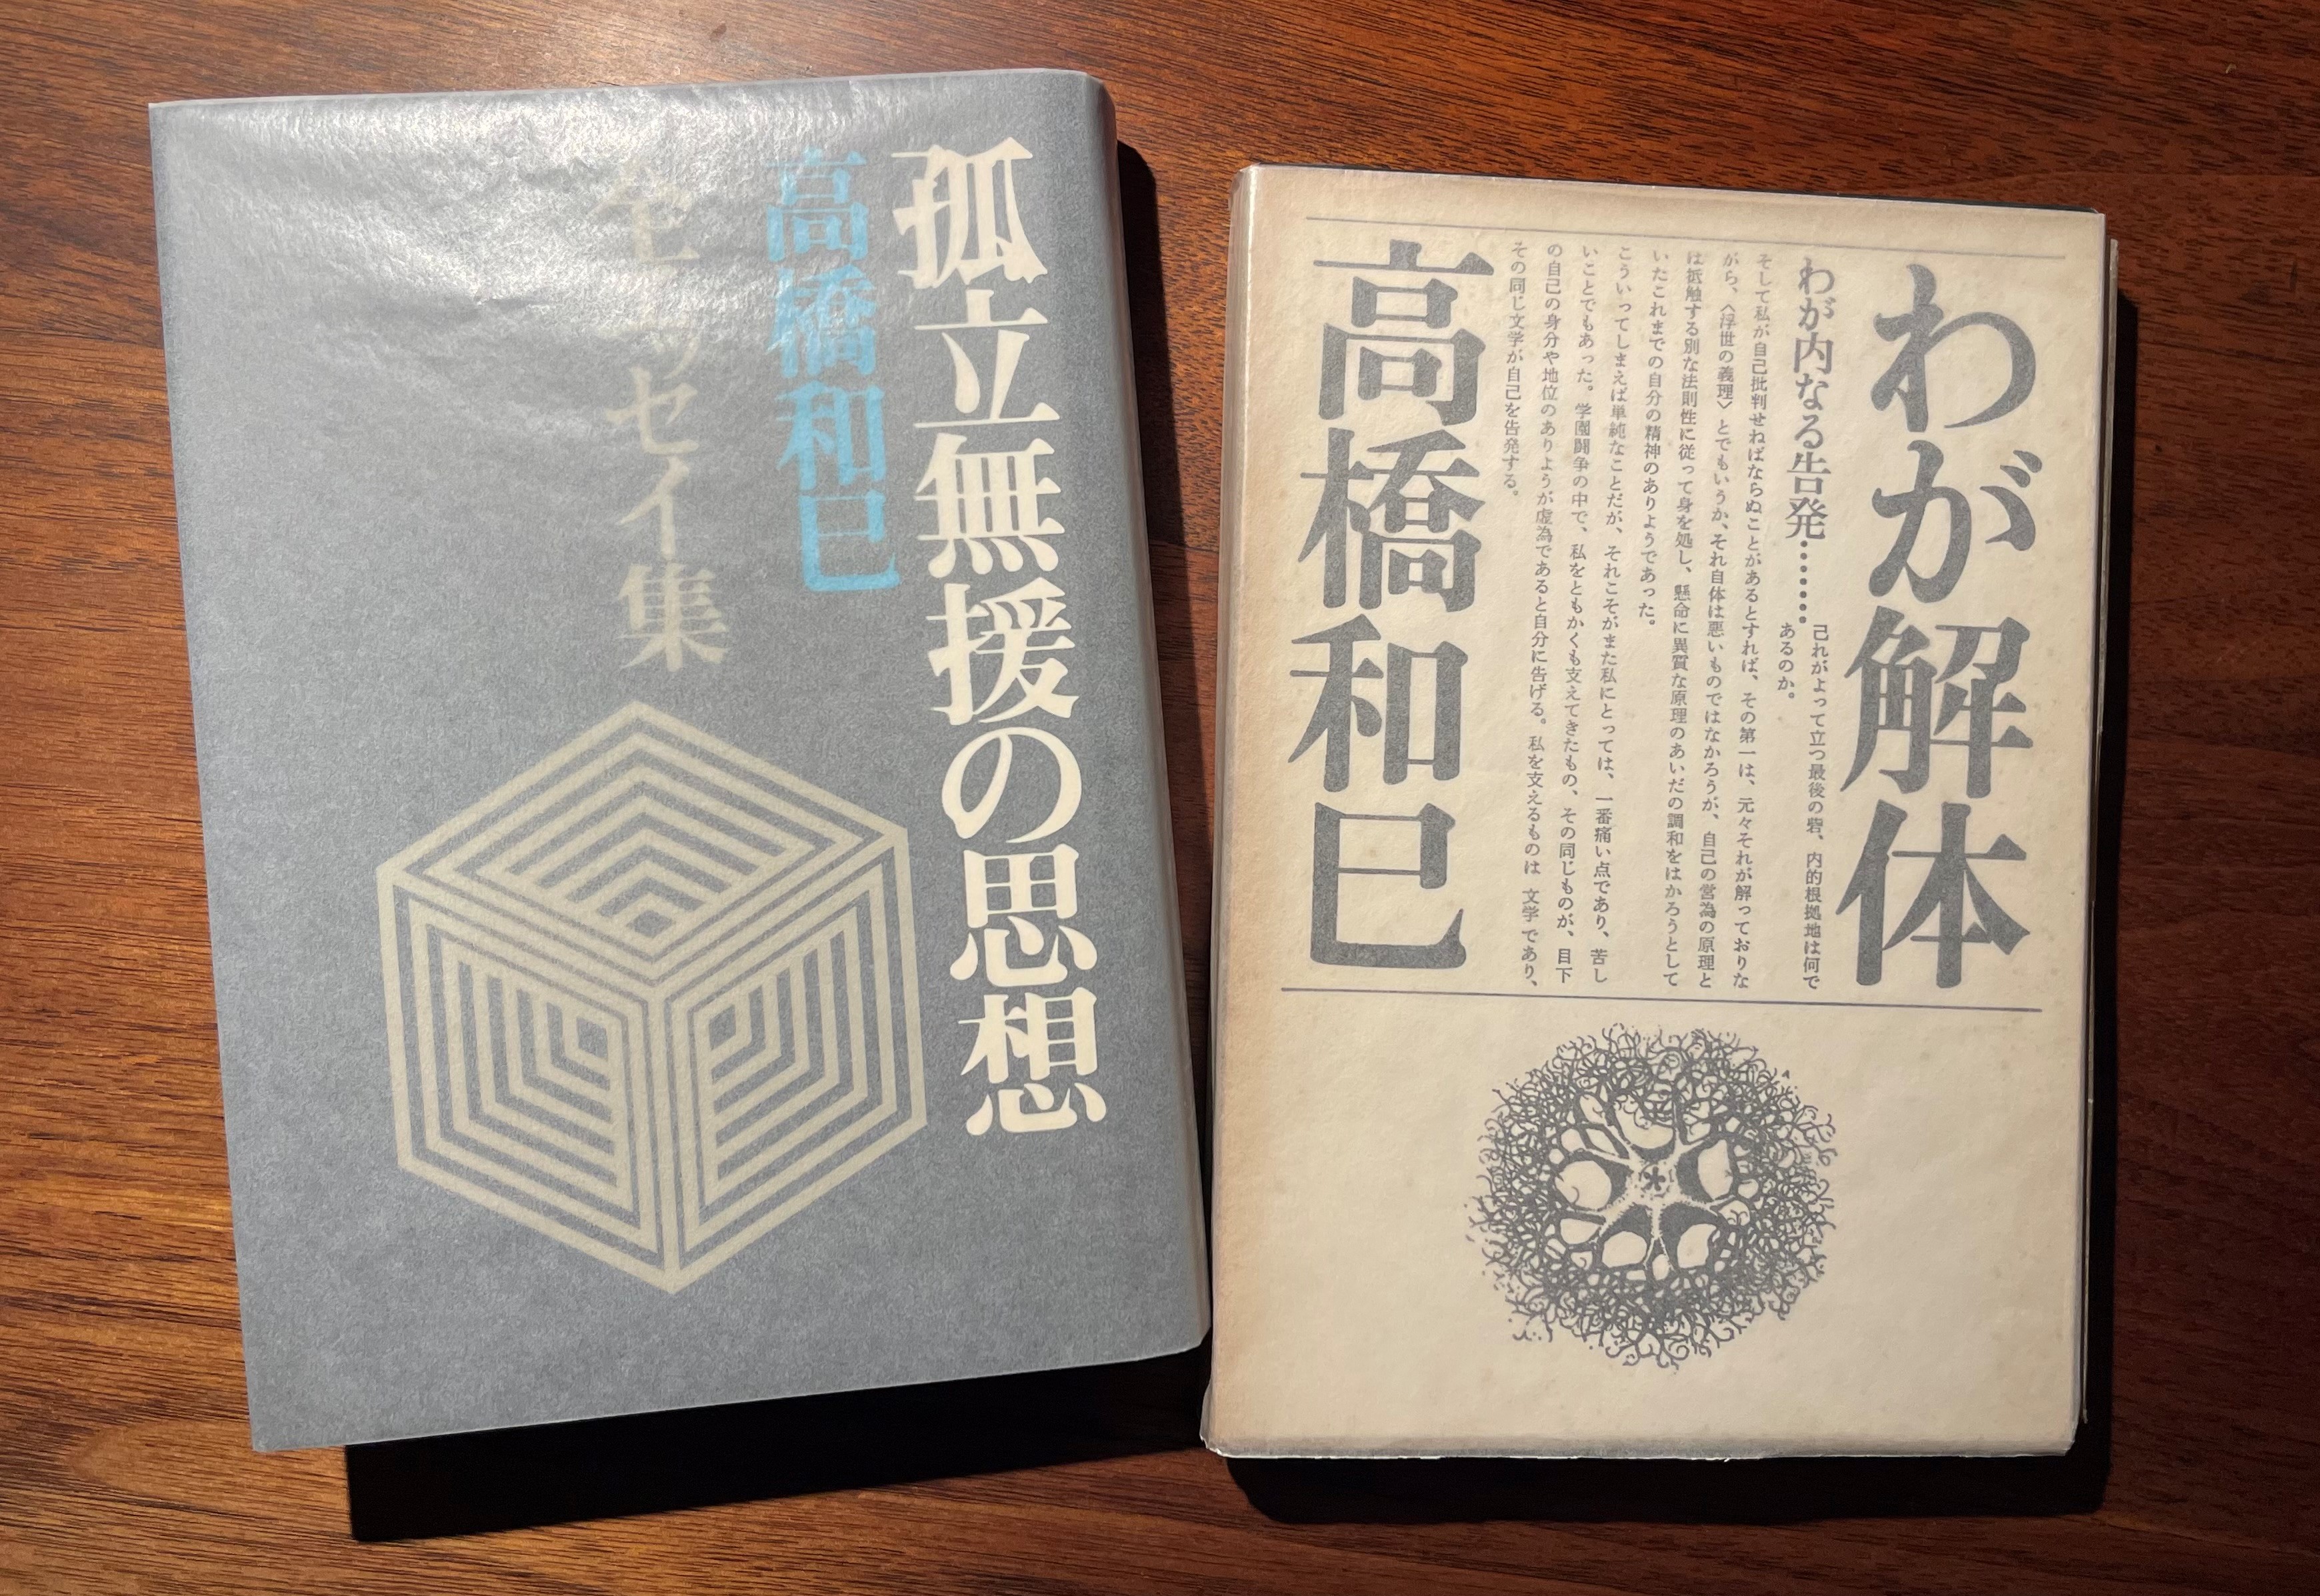 孤立無援の思想
高橋和巳
全エッセイ集
わが解体
わが内なる告発………
己れがよって立つ最後の砦、内的根拠地は何で
あるのか。
そして私が自己批判せねばならぬことがあるとすれば、その第一は、元々それが解っておりな
がら、〈浮世の義理〉とでもいうか、それ自体は悪いものではなかろうが、自己の営為の原理と
は抵触する別な法則性に従って身を処し、懸命に異質な原理のあいだの調和をはかろうとして
いたこれまでの自分の精神のありようであった。
こういってしまえば単純なことだが、それこそがまた私にとっては、一番痛い点であり、苦し
いことでもあった。学園闘争の中で、私をともかくも支えてきたもの、その同じものが、目下
の自己の身分や地位のありようが虚為であると自分に告げる。私を支えるものは文学であり、
その同じ文学が自己を告発する。
高橋和巳